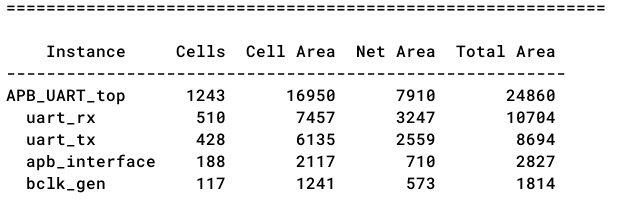 ============================================================
Instance Cells Cell Area Net Area Total Area
--------------------------------------------------------
APB_UART_top 1243 16950 7910 24860
uart_rx 510 7457 3247 10704
uart_tx 428 6135 2559 8694
apb_interface 188 2117 710 2827
bclk_gen 117 1241 573 1814